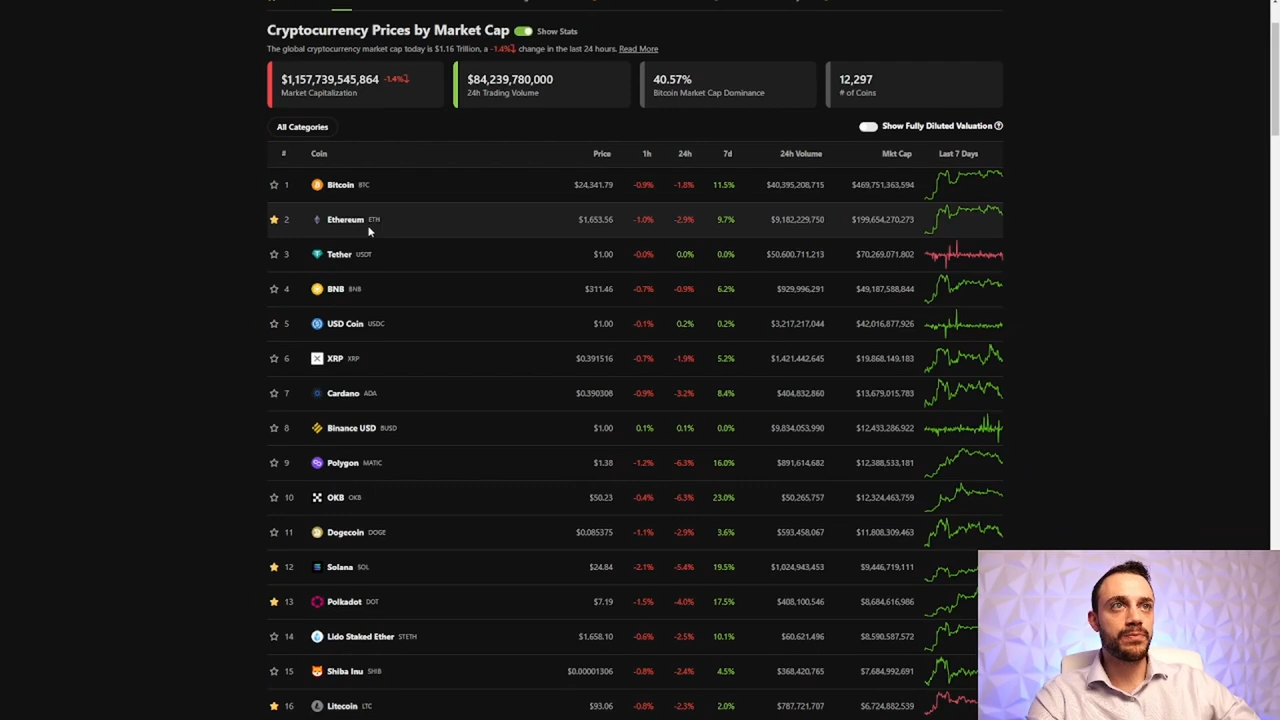 Cryptocurrency Prices by Market Cap Show Stats
The global cryptocurrency market cap today is $1.16 Trillion, a -1.4% change in the last 24 hours. Read More
$1,157,739,545,864 -1.4% $84,239,780,000 40.57% 12,297
Market Capitalization 24h Trading Volume Bitcoin Market Cap Dominance # of Coins
All Categories Show Fully Diluted Valuation
# Coin Price 1h 24h 7d 24h Volume Mkt Cap Last 7 Days
1 Bitcoin BTC $24,341.79 -0.9% -1.8% 11.5% $40,395,208,715 $469,751,363,594
2 Ethereum ETH $1,653.56 -1.0% -2.9% 9.7% $9,182,229,750 $199,654,270,273
3 Tether USDT $1.00 -0.0% 0.0% 0.0% $50,600,711,213 $70,269,071,802
4 BNB BNB $311.46 -0.7% -0.9% 6.2% $929,996,291 $49,187,588,844
5 USD Coin USDC $1.00 -0.1% 0.2% 0.2% $3,217,217,044 $42,016,877,926
6 XRP XRP $0.391516 -0.7% -1.9% 5.2% $1,421,442,645 $19,868,149,183
7 Cardano ADA $0.390308 -0.9% -3.2% 8.4% $404,832,860 $13,679,015,783
8 Binance USD BUSD $1.00 0.1% 0.1% 0.0% $9,834,053,990 $12,433,286,922
9 Polygon MATIC $1.38 -1.2% -6.3% 16.0% $891,614,682 $12,388,533,181
10 OKB OKB $50.23 -0.4% -6.3% 23.0% $50,265,757 $12,324,463,759
11 Dogecoin DOGE $0.085375 -1.1% -2.9% 3.6% $593,458,067 $11,808,309,463
12 Solana SOL $24.84 -2.1% -5.4% 19.5% $1,024,943,453 $9,446,719,111
13 Polkadot DOT $7.19 -1.5% -4.0% 17.5% $408,100,546 $8,684,616,986
14 Lido Staked Ether STETH $1,658.10 -0.6% -2.5% 10.1% $60,621,496 $8,590,587,572
15 Shiba Inu SHIB $0.00001306 -0.8% -2.4% 4.5% $368,420,765 $7,684,992,691
16 Litecoin LTC $93.06 -0.8% -2.3% 2.0% $787,721,707 $6,724,882,539